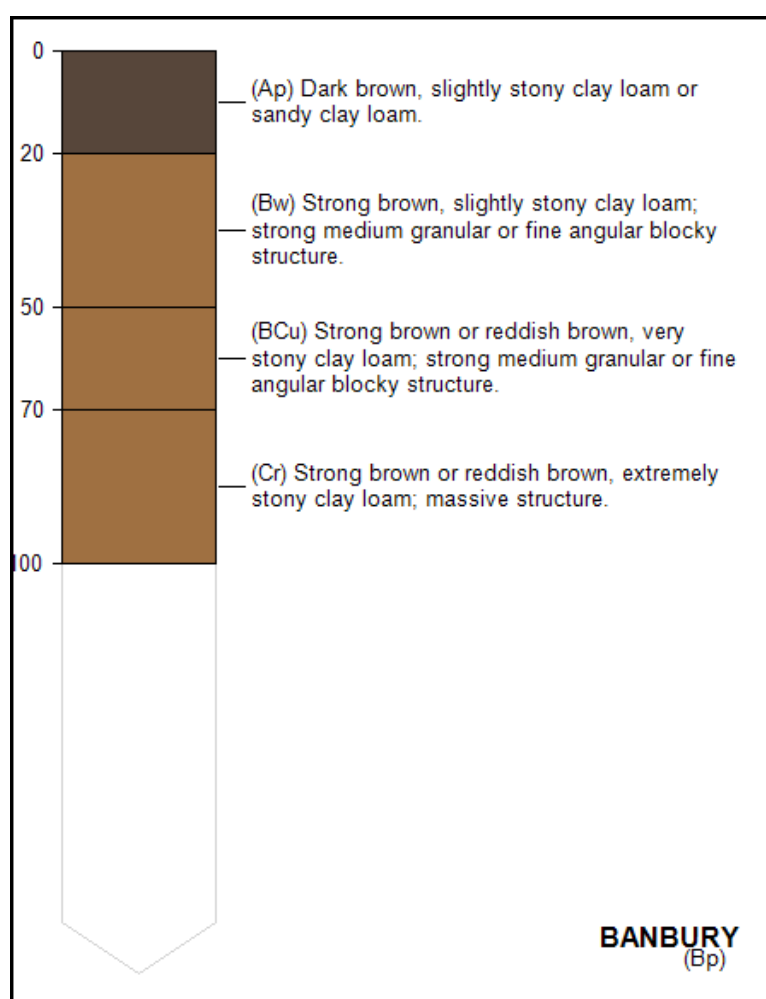 0
(Ap) Dark brown, slightly stony clay loam or
sandy clay loam.
20
(Bw) Strong brown, slightly stony clay loam;
strong medium granular or fine angular blocky
structure.
50
(BCu) Strong brown or reddish brown, very
stony clay loam; strong medium granular or fine
angular blocky structure.
70
(Cr) Strong brown or reddish brown, extremely
stony clay loam; massive structure.
100
BANBURY
(Bp)